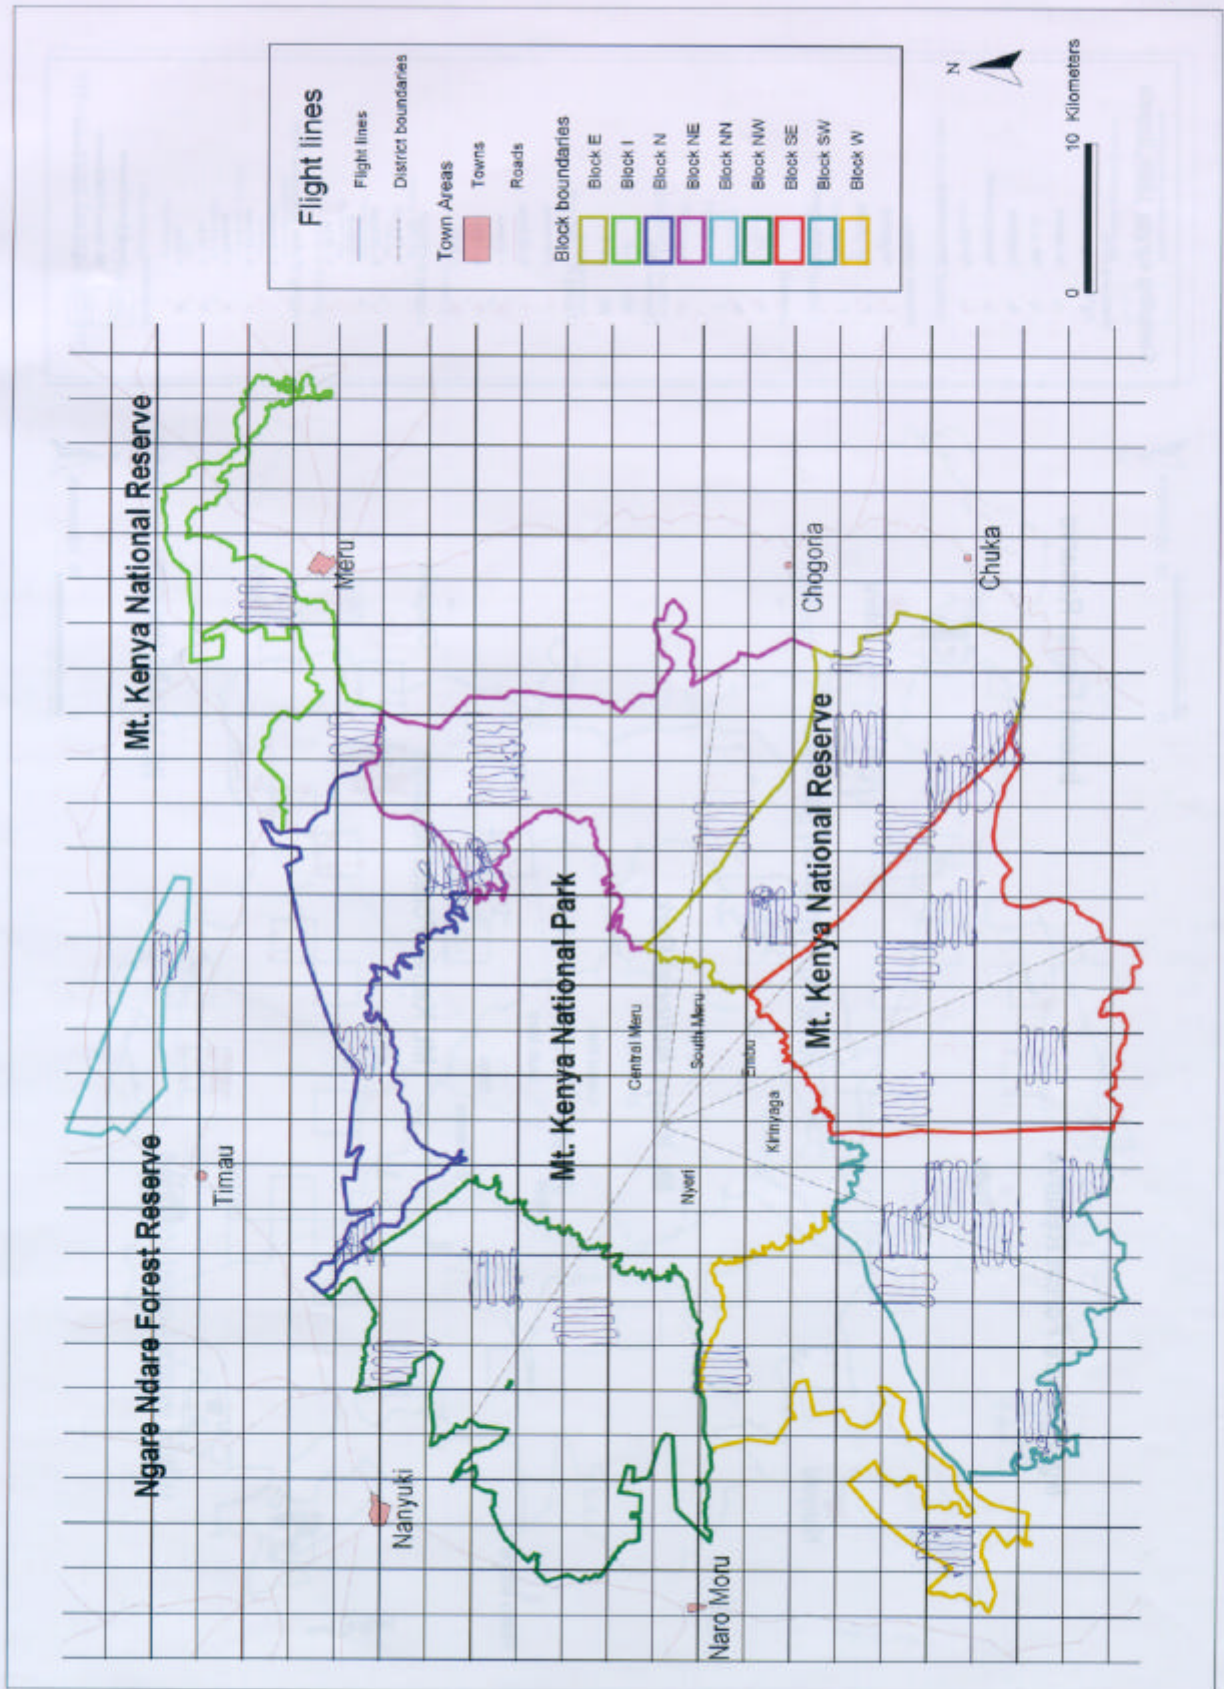 Mt. Kenya National Reserve
Ngare Ndare Forest Reserve
Timau
Meru
Nanyuki
Mt. Kenya National Park
Central Meru
South Meru
Embu
Kirinyaga
Nyeri
Naro Moru
Mt. Kenya National Reserve
Chogoria
Chuka
Flight lines
Flight lines
District boundaries
Town Areas
Towns
Roads
Block boundaries
Block E
Block I
Block N
Block NE
Block NN
Block NW
Block SE
Block SW
Block W
N
0 10 Kilometers